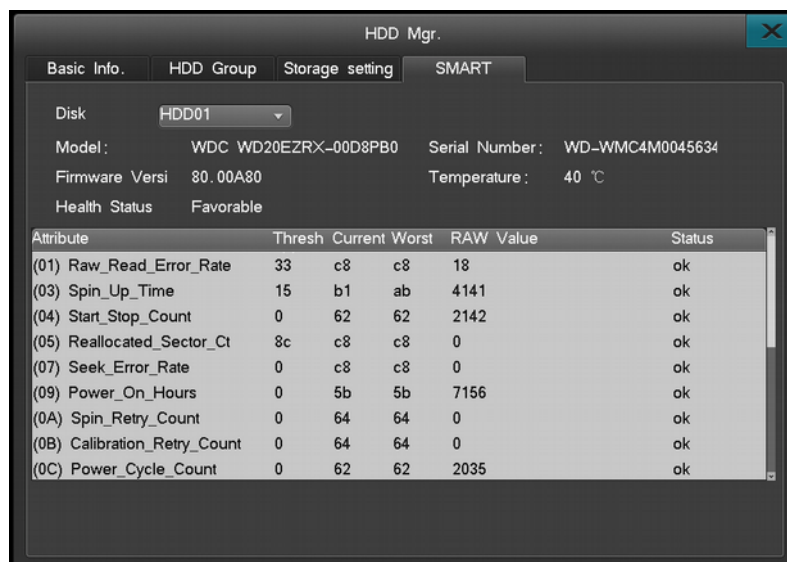 HDD Mgr.
Basic Info. HDD Group Storage setting SMART
Disk HDD01
Model: WDC WD20EZRX-00D8PB0 Serial Number: WD-WMC4M0045634
Firmware Versi 80.00A80 Temperature: 40 ℃
Health Status Favorable
Attribute Thresh Current Worst RAW Value Status
(01) Raw_Read_Error_Rate 33 c8 c8 18 ok
(03) Spin_Up_Time 15 b1 ab 4141 ok
(04) Start_Stop_Count 0 62 62 2142 ok
(05) Reallocated_Sector_Ct 8c c8 c8 0 ok
(07) Seek_Error_Rate 0 c8 c8 0 ok
(09) Power_On_Hours 0 5b 5b 7156 ok
(0A) Spin_Retry_Count 0 64 64 0 ok
(0B) Calibration_Retry_Count 0 64 64 0 ok
(0C) Power_Cycle_Count 0 62 62 2035 ok